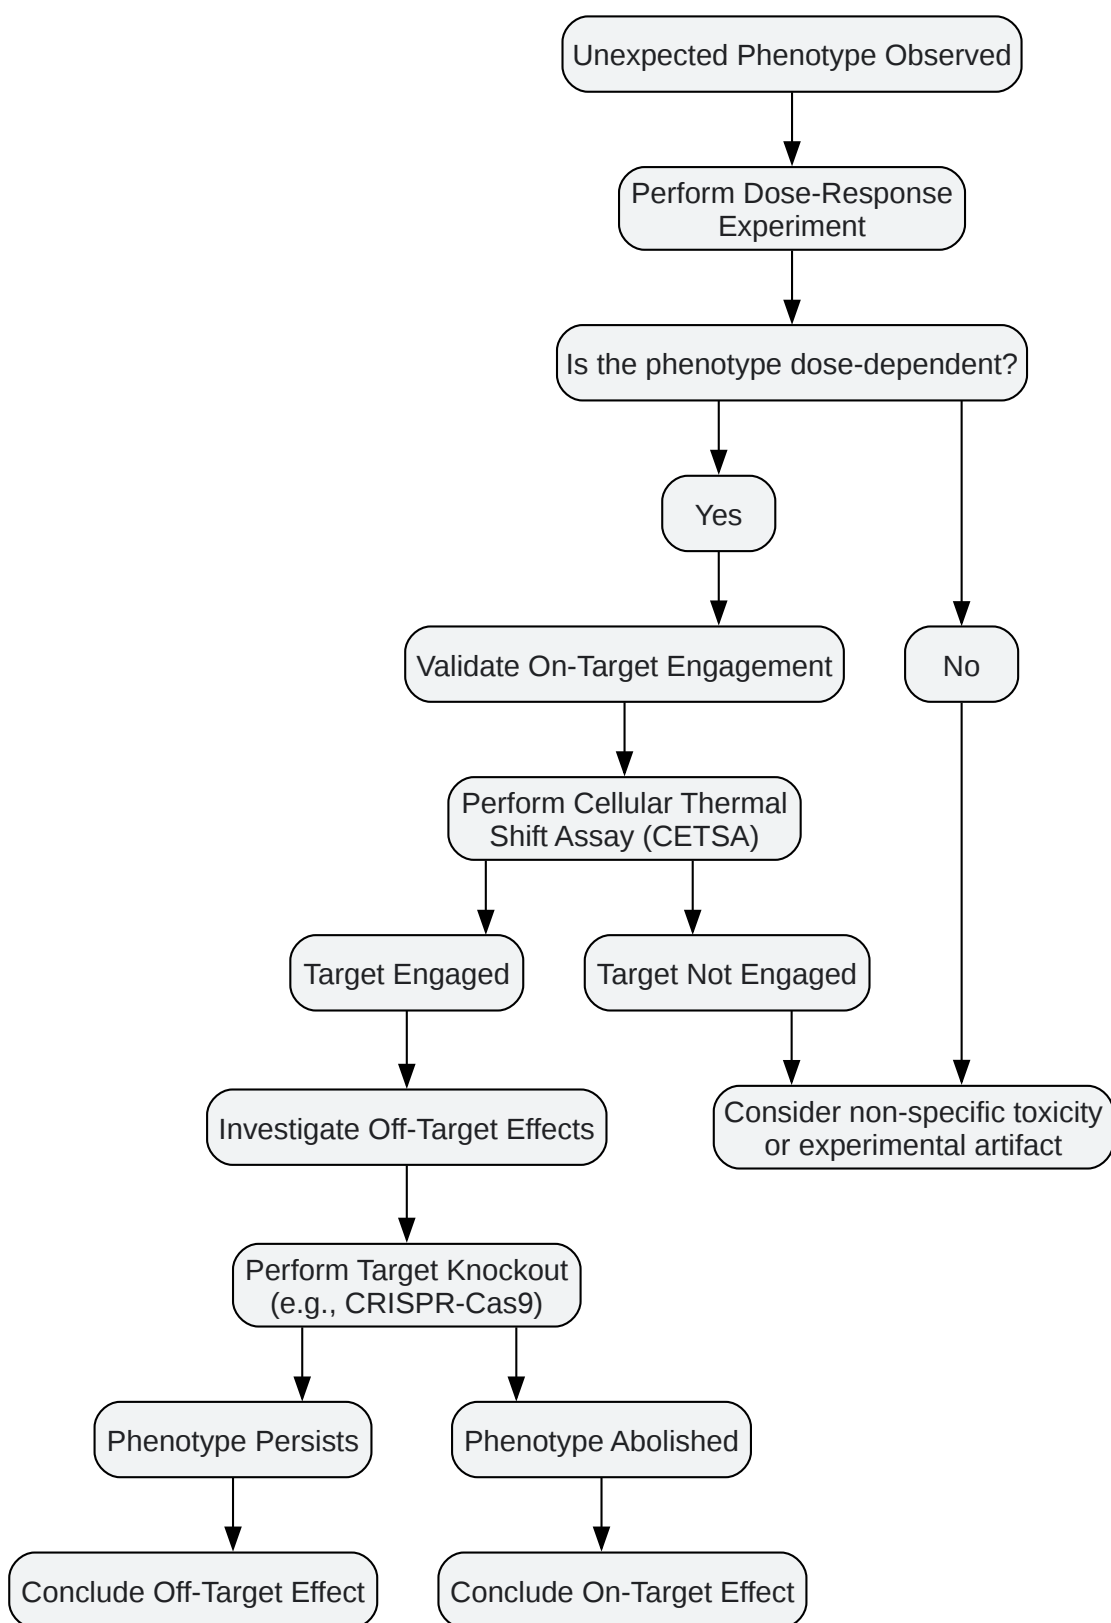 Unexpected Phenotype Observed
Perform Dose-Response
Experiment
Is the phenotype dose-dependent?
Yes
Validate On-Target Engagement
No
Perform Cellular Thermal
Shift Assay (CETSA)
Target Engaged
Target Not Engaged
Investigate Off-Target Effects
Consider non-specific toxicity
or experimental artifact
Perform Target Knockout
(e.g., CRISPR-Cas9)
Phenotype Persists
Phenotype Abolished
Conclude Off-Target Effect
Conclude On-Target Effect